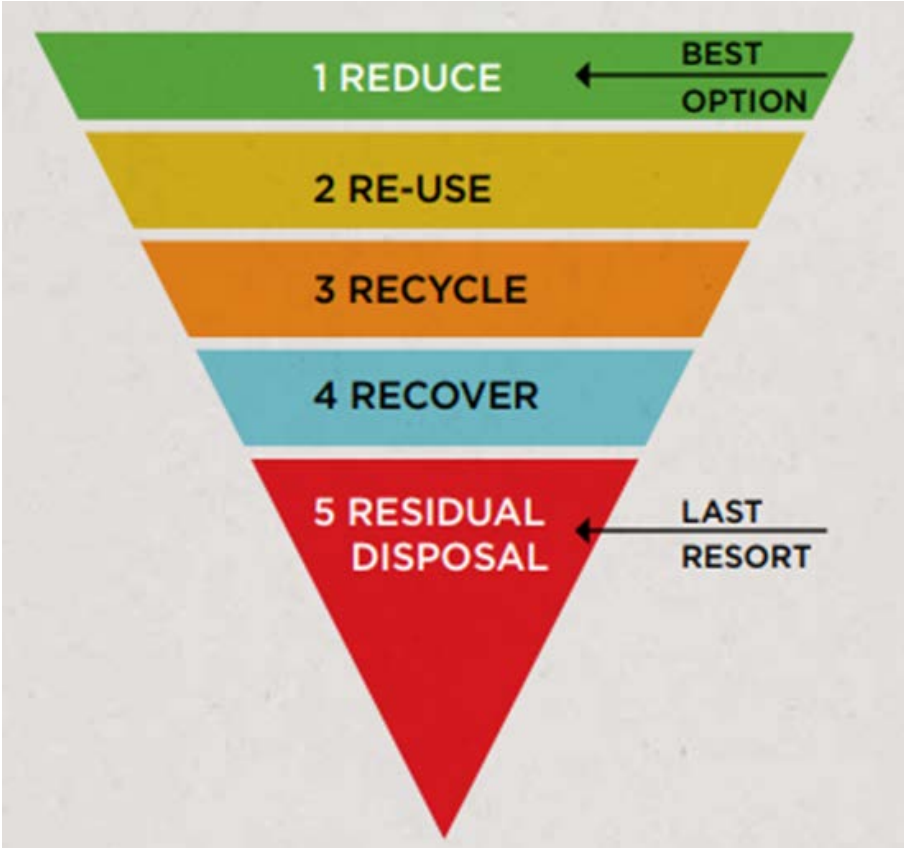 1 REDUCE
BEST
OPTION
2 RE-USE
3 RECYCLE
4 RECOVER
5 RESIDUAL
DISPOSAL
LAST
RESORT